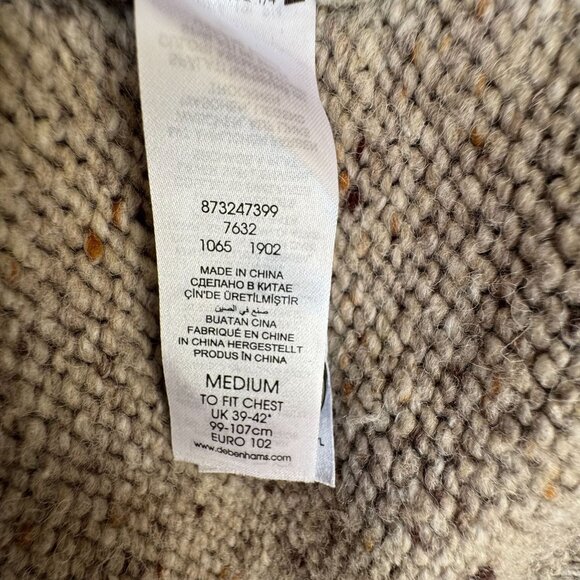 873247399
7632
1065 1902
MADE IN CHINA
СДЕЛАНО В КИТАЕ
ÇİN'DE ÜRETİLMİŞTİR
صنع في الصين
BUATAN CINA
FABRIQUÉ EN CHINE
IN CHINA HERGESTELLT
PRODUS ÎN CHINA
MEDIUM
TO FIT CHEST
UK 39-42"
99-107cm
EURO 102
www.debenhams.com